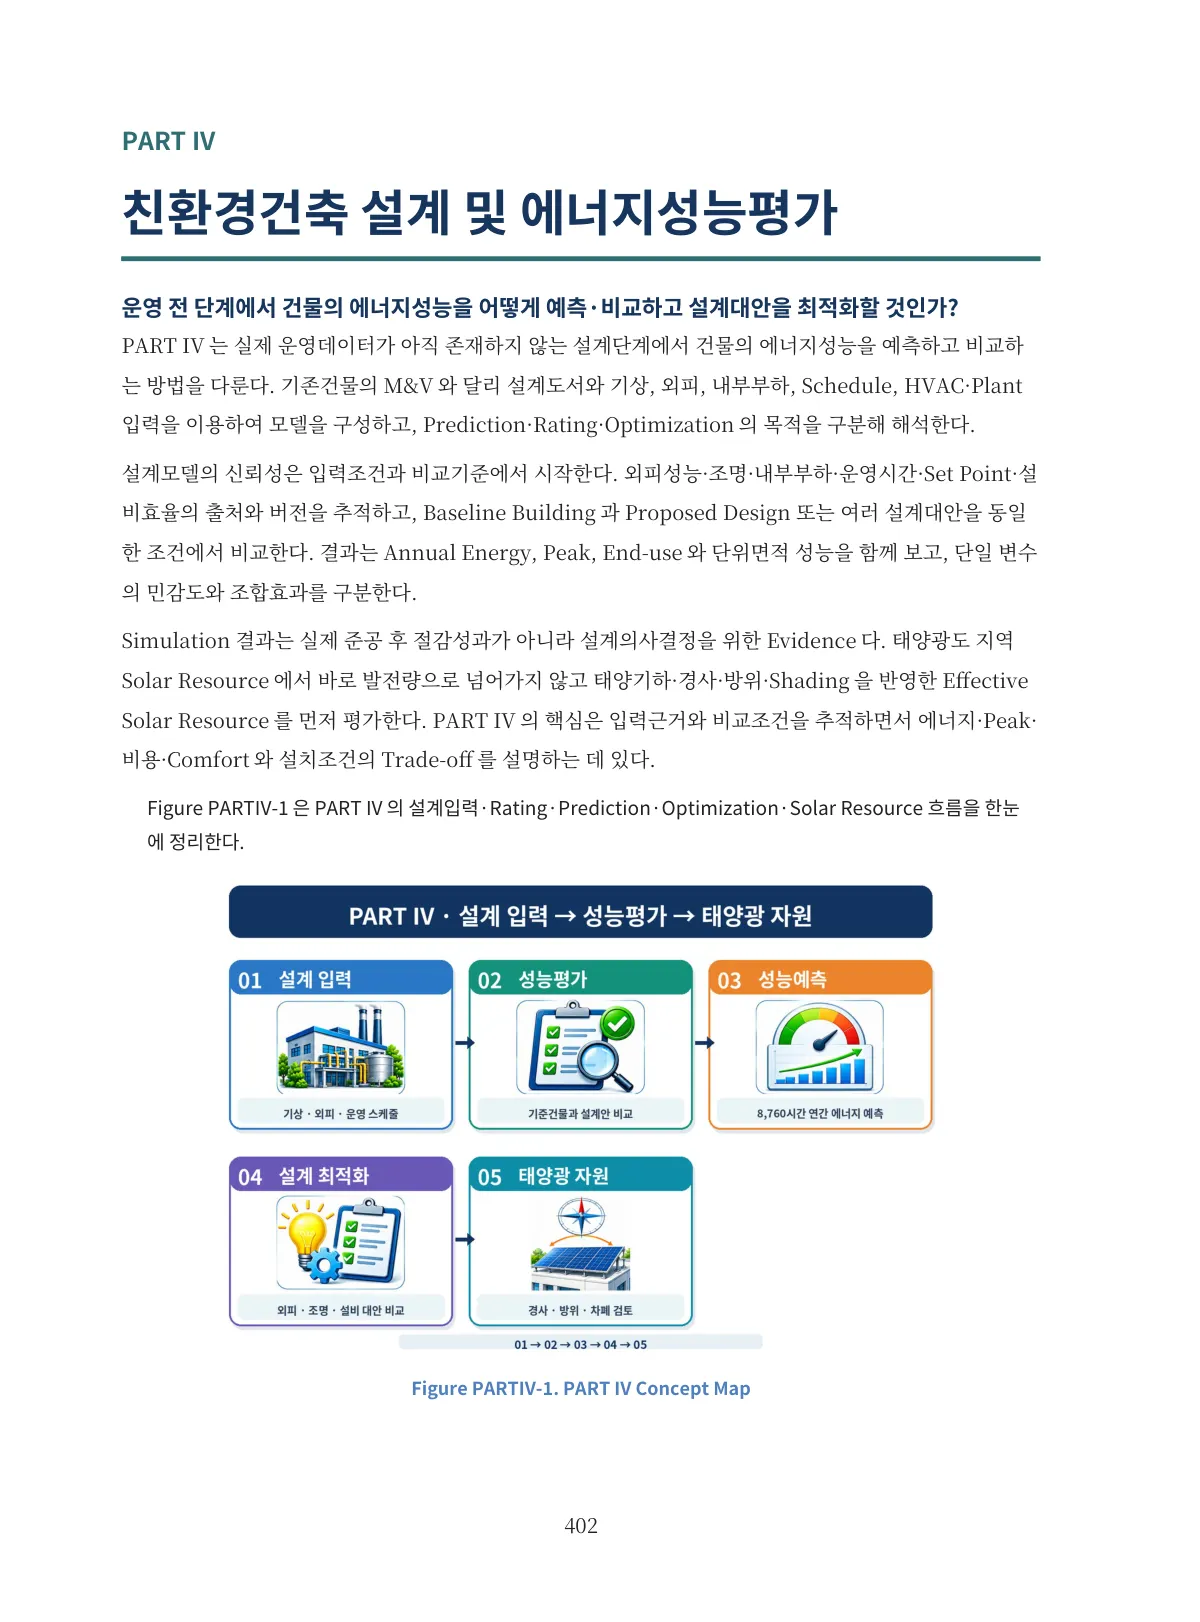 PART IV
친환경건축 설계 및 에너지성능평가
운영 전 단계에서 건물의 에너지성능을 어떻게 예측·비교하고 설계대안을 최적화할 것인가?
PART IV 는 실제 운영데이터가 아직 존재하지 않는 설계단계에서 건물의 에너지성능을 예측하고 비교하
는 방법을 다룬다. 기존건물의 M&V 와 달리 설계도서와 기상, 외피, 내부부하, Schedule, HVAC·Plant
입력을 이용하여 모델을 구성하고, Prediction·Rating·Optimization 의 목적을 구분해 해석한다.
설계모델의 신뢰성은 입력조건과 비교기준에서 시작한다. 외피성능·조명·내부부하·운영시간·Set Point·설
비효율의 출처와 버전을 추적하고, Baseline Building 과 Proposed Design 또는 여러 설계대안을 동일
한 조건에서 비교한다. 결과는 Annual Energy, Peak, End-use 와 단위면적 성능을 함께 보고, 단일 변수
의 민감도와 조합효과를 구분한다.
Simulation 결과는 실제 준공 후 절감성과가 아니라 설계의사결정을 위한 Evidence 다. 태양광도 지역
Solar Resource 에서 바로 발전량으로 넘어가지 않고 태양기하·경사·방위·Shading 을 반영한 Effective
Solar Resource 를 먼저 평가한다. PART IV 의 핵심은 입력근거와 비교조건을 추적하면서 에너지·Peak·
비용·Comfort 와 설치조건의 Trade-off 를 설명하는 데 있다.
Figure PARTIV-1 은 PART IV 의 설계입력·Rating·Prediction·Optimization·Solar Resource 흐름을 한눈
에 정리한다.
PART IV · 설계 입력 → 성능평가 → 태양광 자원
01 설계 입력
기상 · 외피 · 운영 스케줄
02 성능평가
기준건물과 설계안 비교
03 성능예측
8,760시간 연간 에너지 예측
04 설계 최적화
외피 · 조명 · 설비 대안 비교
05 태양광 자원
경사 · 방위 · 차폐 검토
01 → 02 → 03 → 04 → 05
Figure PARTIV-1. PART IV Concept Map
402